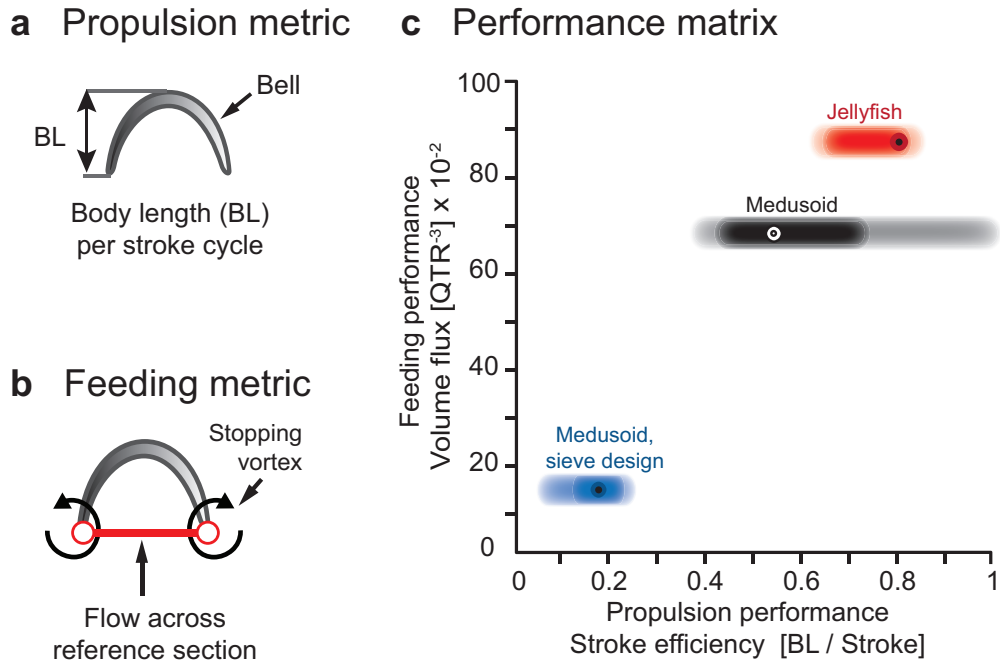 a Propulsion metric
BL
Bell
Body length (BL)
per stroke cycle
b Feeding metric
Stopping
vortex
Flow across
reference section
c Performance matrix
Feeding performance
Volume flux [QTR⁻³] x 10⁻²
100
80
60
40
20
0
Jellyfish
Medusoid
Medusoid,
sieve design
0 0.2 0.4 0.6 0.8 1
Propulsion performance
Stroke efficiency [BL / Stroke]